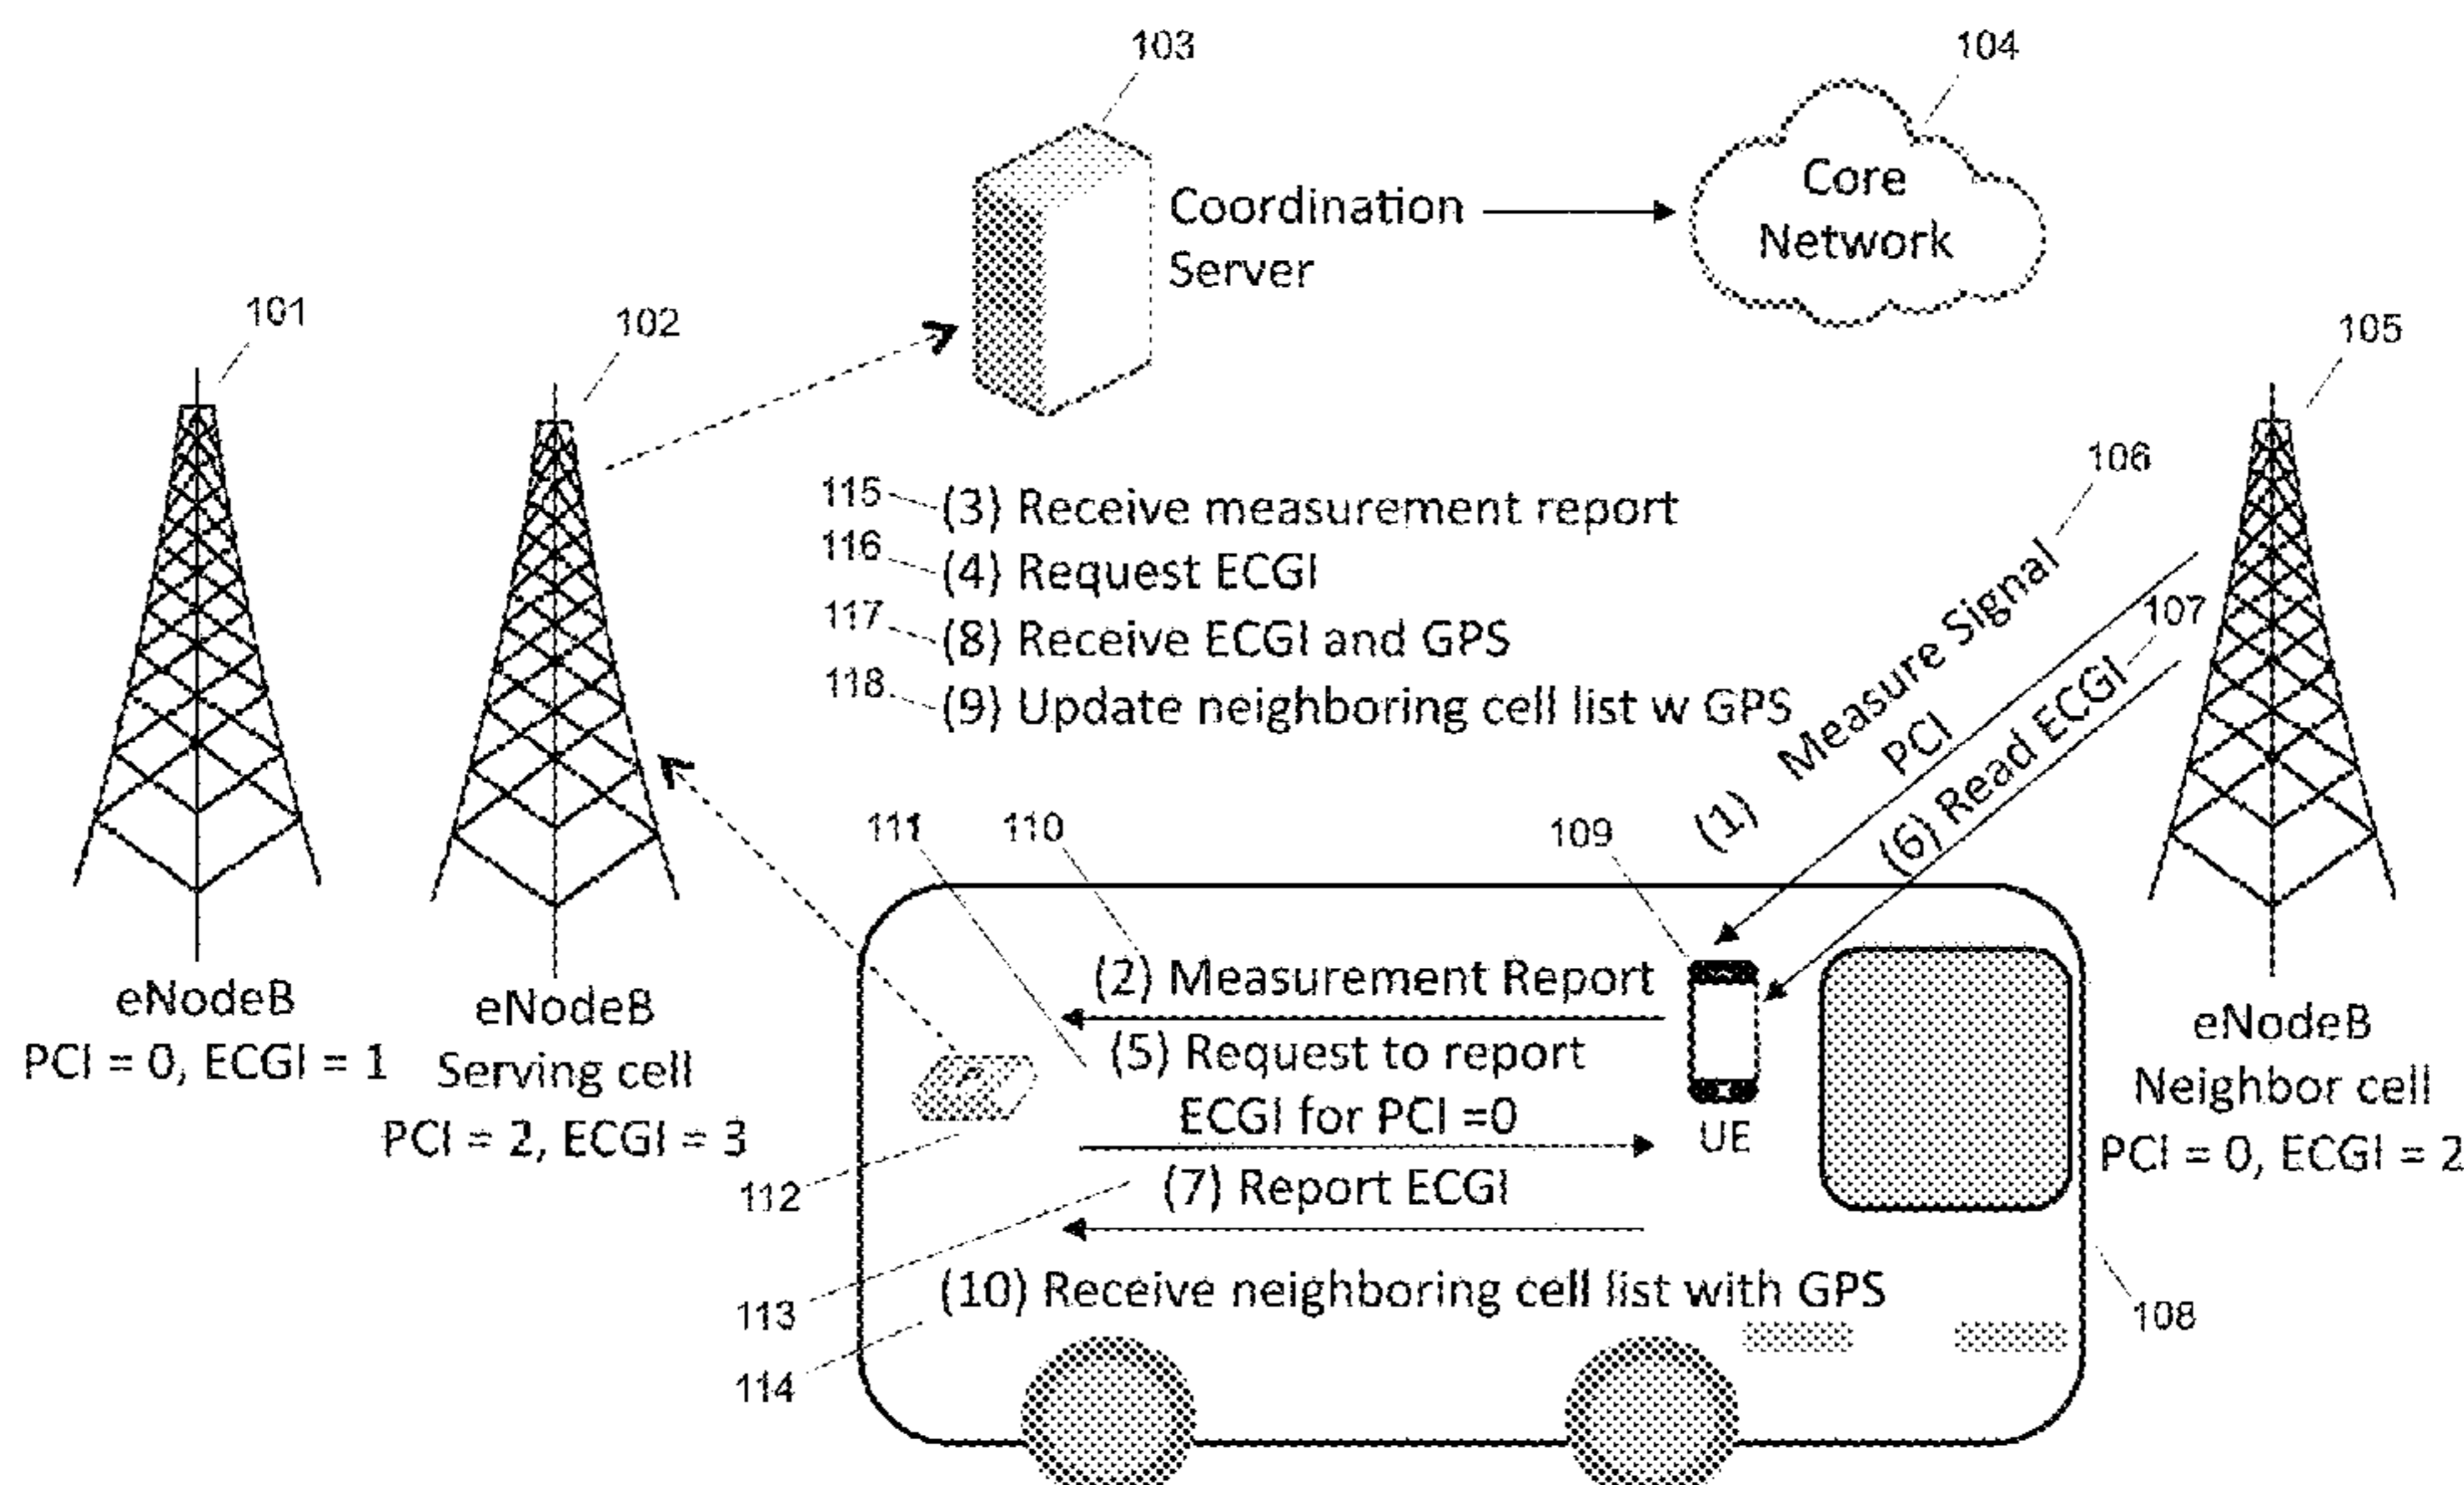 103
104
Core
Network
Coordination
Server
101
102
105
106
115
(3) Receive measurement report
116
(4) Request ECGI
117
(8) Receive ECGI and GPS
118
(9) Update neighboring cell list w GPS
(1) Measure Signal
PCI
107
(6) Read ECGI
111
110
109
(2) Measurement Report
(5) Request to report
ECGI for PCI =0
(7) Report ECGI
(10) Receive neighboring cell list with GPS
UE
112
113
114
108
eNodeB
PCI = 0, ECGI = 1
eNodeB
Serving cell
PCI = 2, ECGI = 3
eNodeB
Neighbor cell
PCI = 0, ECGI = 2